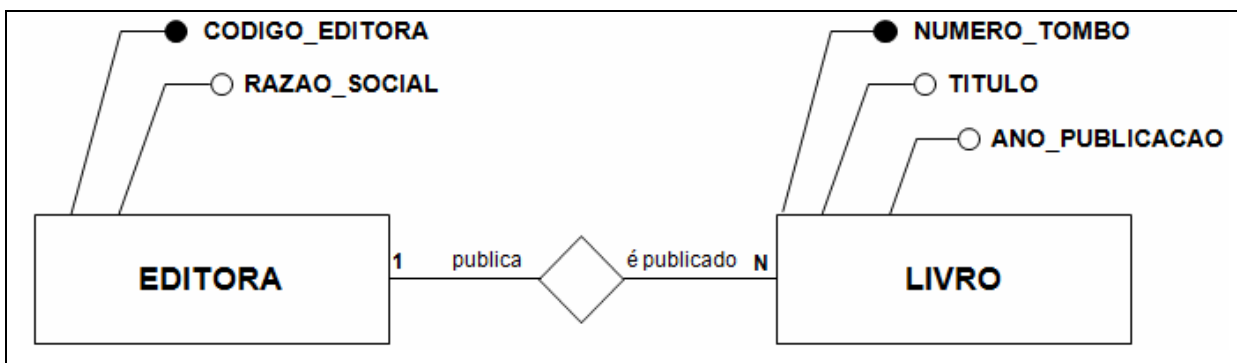 CODIGO_EDITORA
RAZAO_SOCIAL
NUMERO_TOMBO
TITULO
ANO_PUBLICACAO
EDITORA
1 publica é publicado N
LIVRO